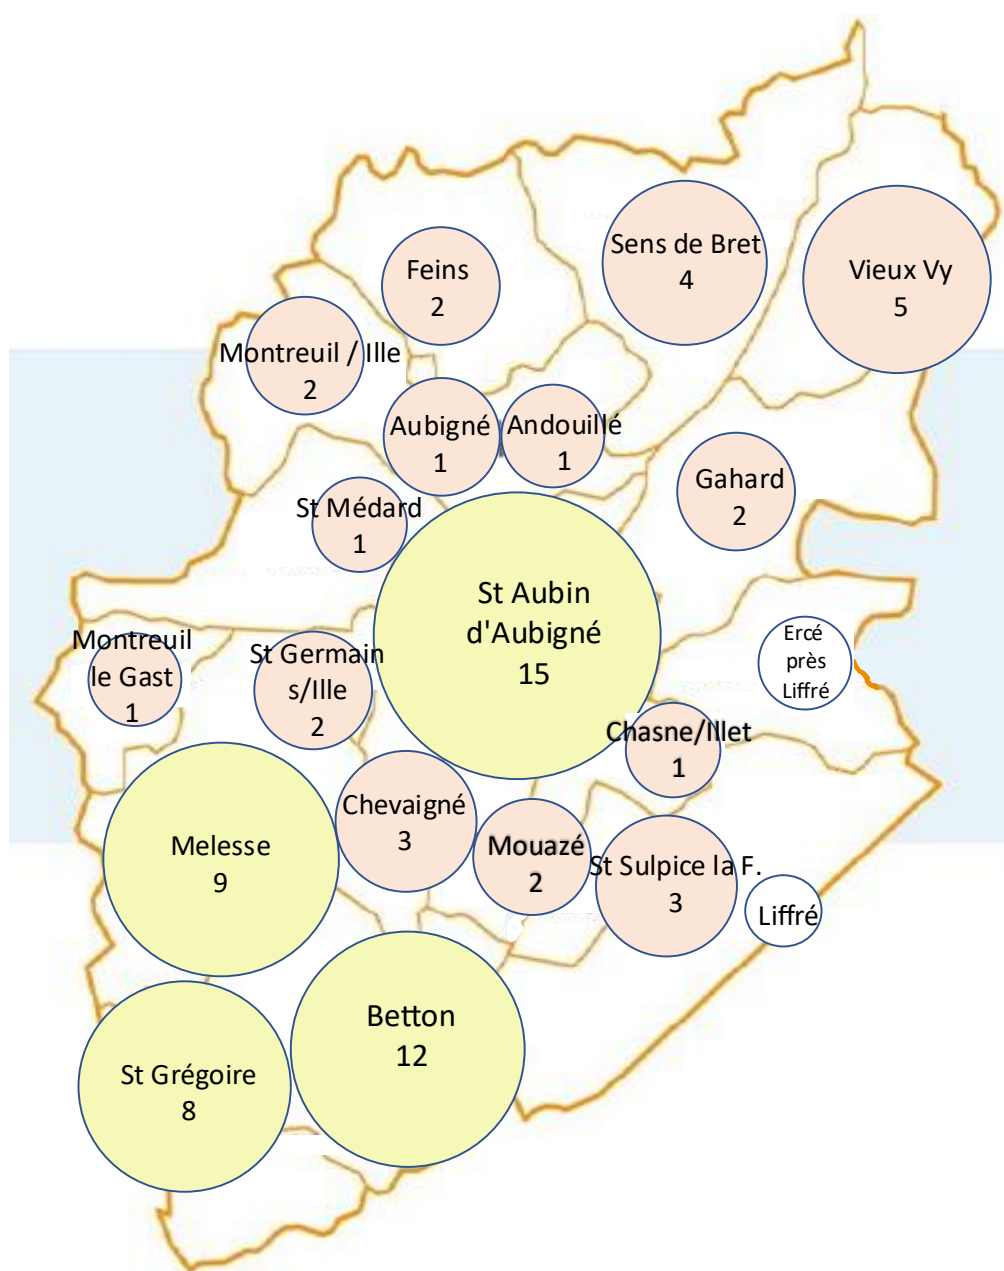 Sens de Bret
4
Vieux Vy
5
Feins
2
Montreuil / Ille
2
Aubigné
1
Andouillé
1
Gahard
2
St Médard
1
St Aubin
d'Aubigné
15
Ercé
près
Liffré
Montreuil
le Gast
1
St Germain
s/Ille
2
Chasne/Illet
1
Chevaigné
3
Melesse
9
Mouazé
2
St Sulpice la F.
3
Liffré
Betton
12
St Grégoire
8